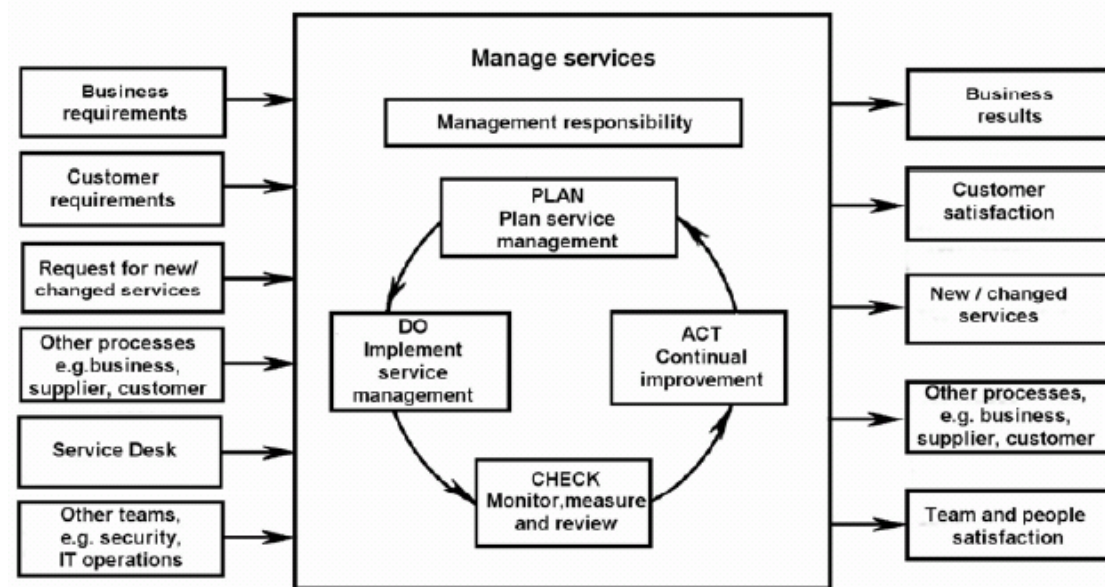 Manage services
Management responsibility
Business
requirements
Customer
requirements
Request for new/
changed services
Other processes
e.g.business,
supplier, customer
Service Desk
Other teams,
e.g. security,
IT operations
PLAN
Plan service
management
DO
Implement
service
management
CHECK
Monitor,measure
and review
ACT
Continual
improvement
Business
results
Customer
satisfaction
New / changed
services
Other processes,
e.g. business,
supplier, customer
Team and people
satisfaction